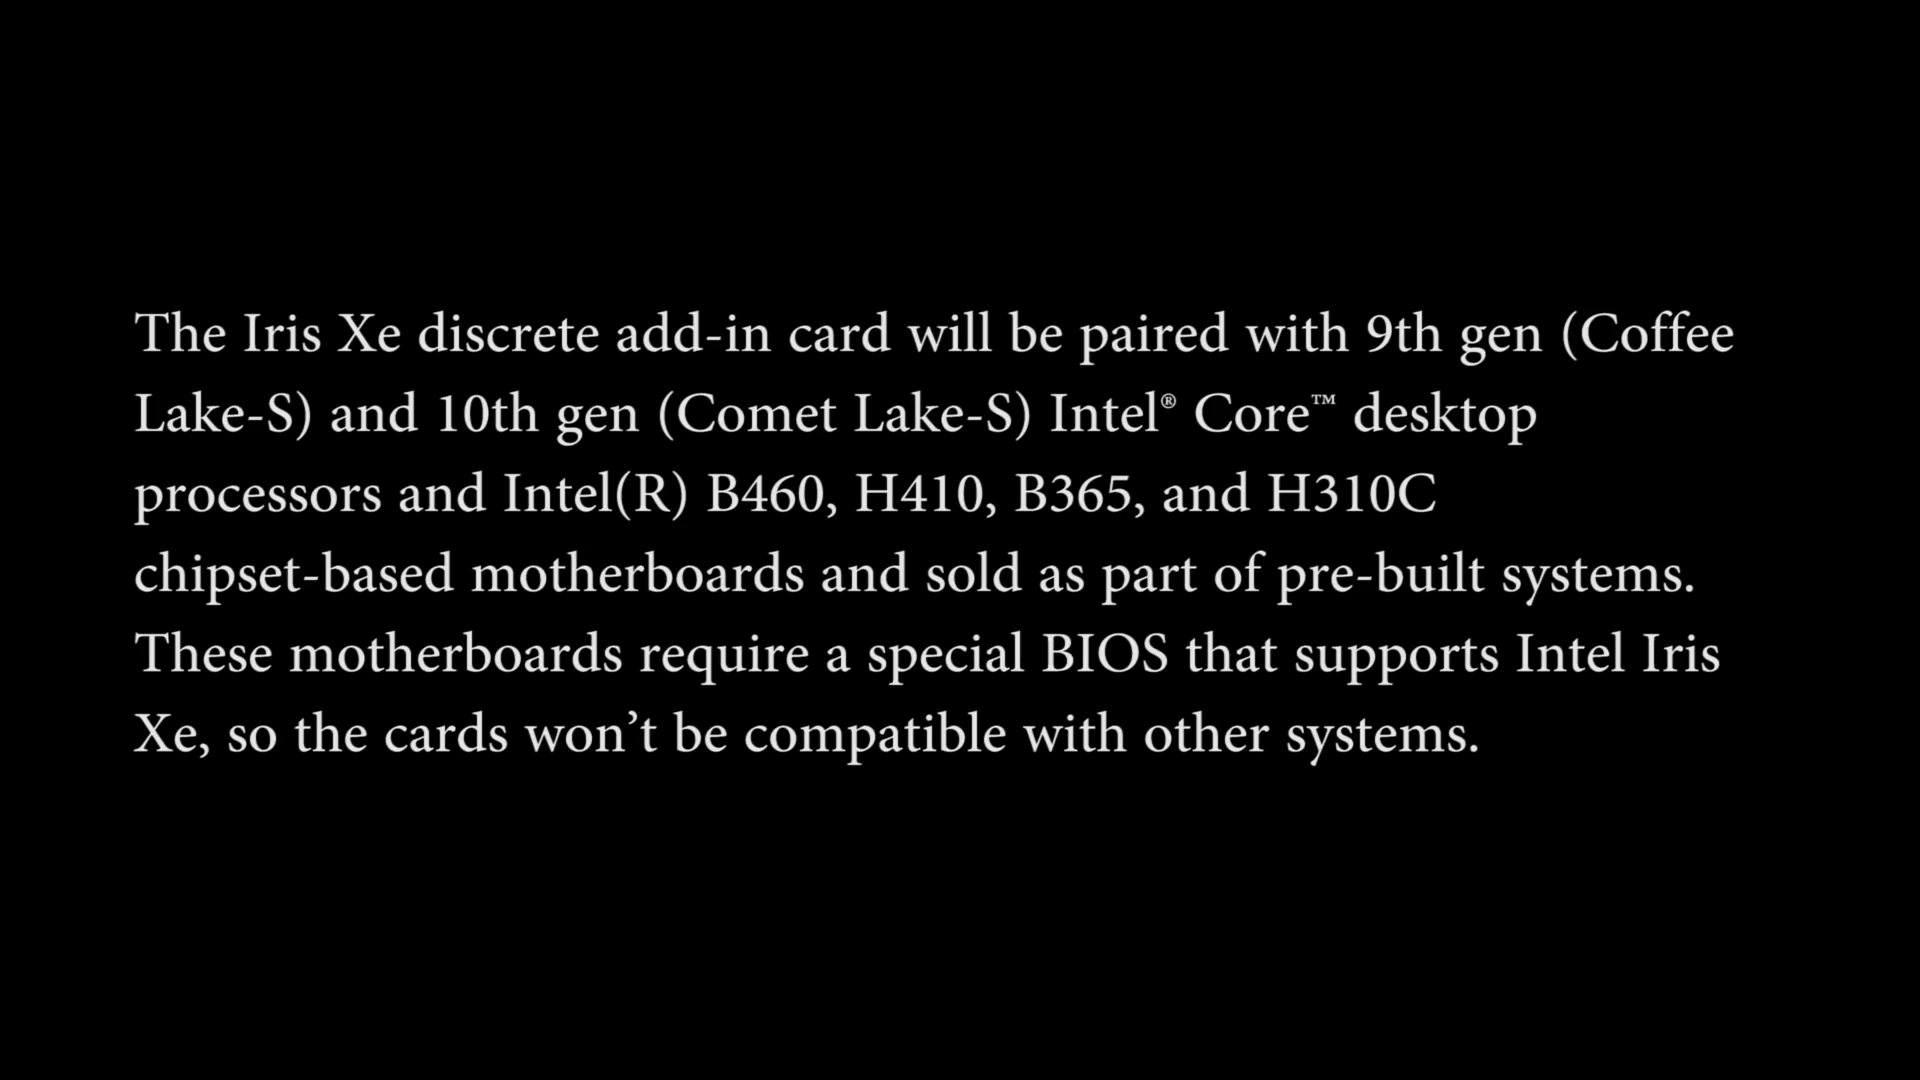 The Iris Xe discrete add-in card will be paired with 9th gen (Coffee
Lake-S) and 10th gen (Comet Lake-S) Intel® Core™ desktop
processors and Intel(R) B460, H410, B365, and H310C
chipset-based motherboards and sold as part of pre-built systems.
These motherboards require a special BIOS that supports Intel Iris
Xe, so the cards won’t be compatible with other systems.